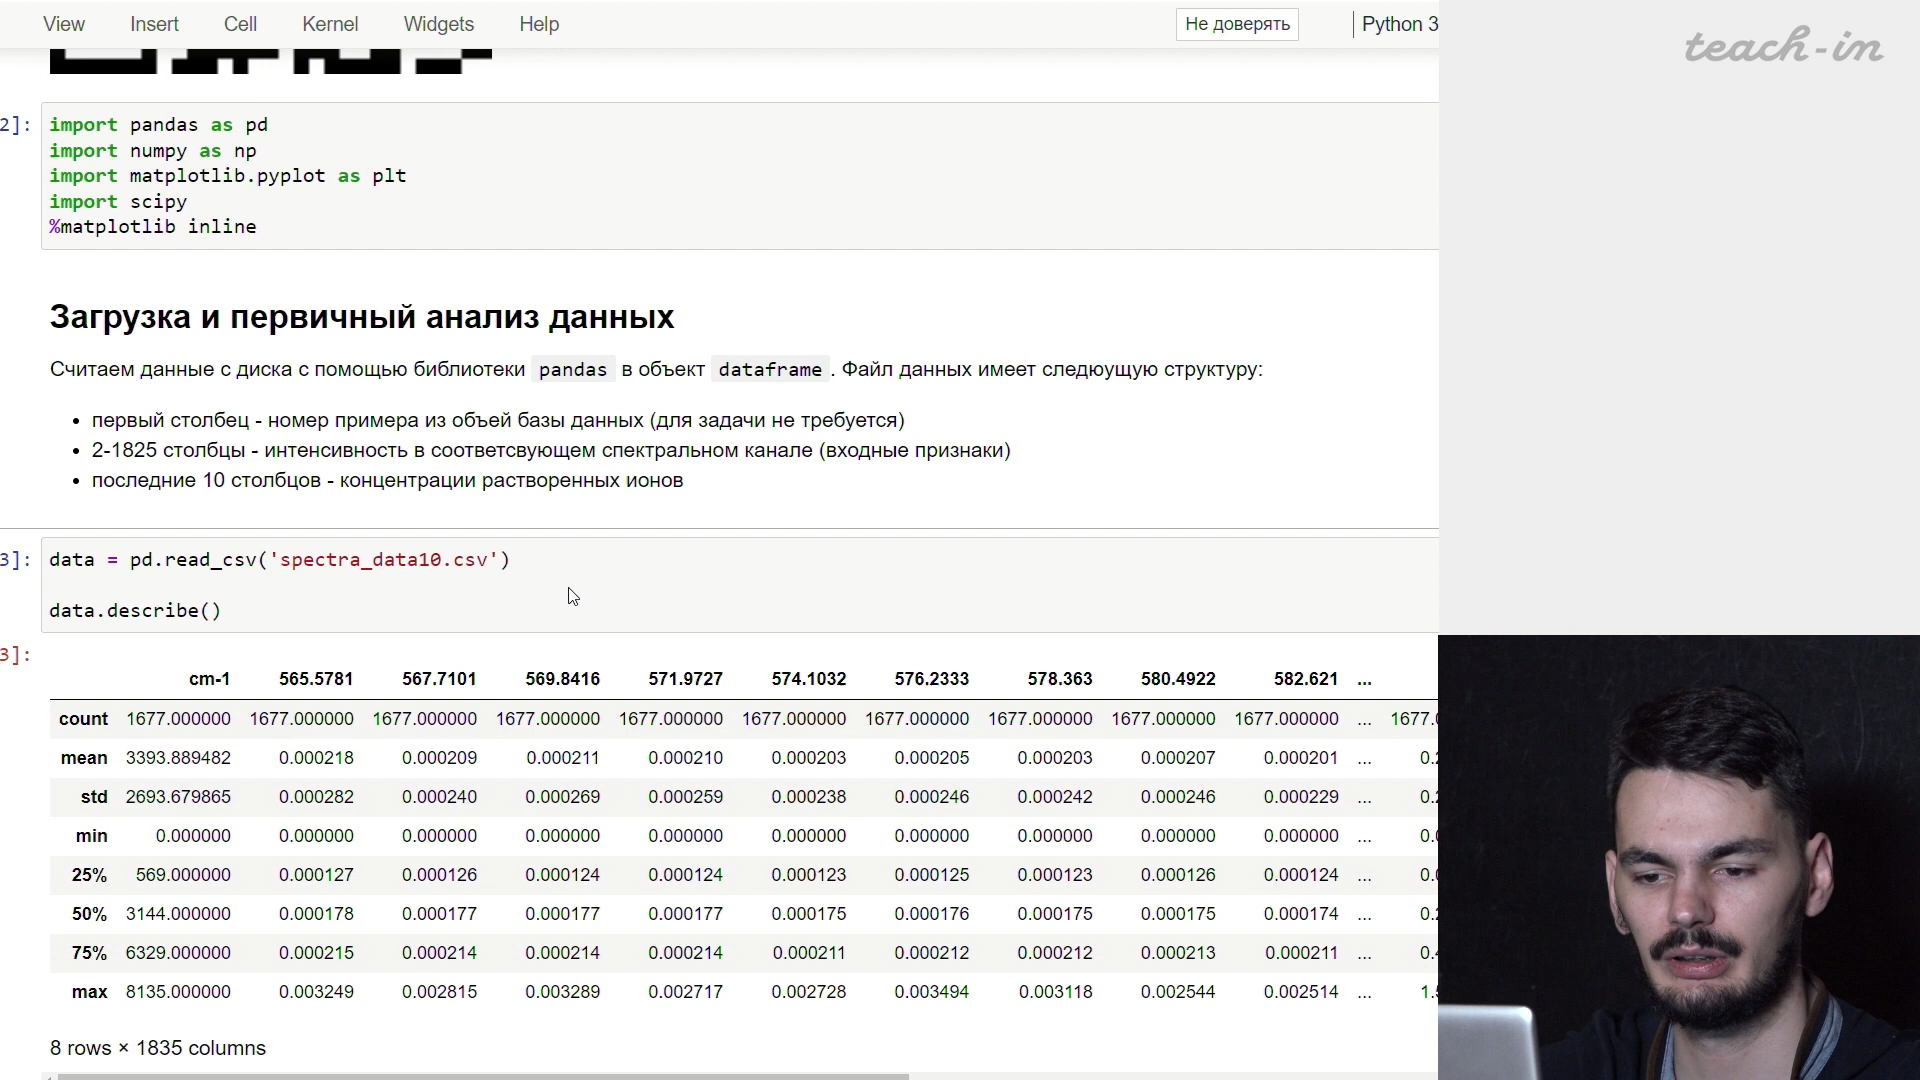 View Insert Cell Kernel Widgets Help Не доверять Python 3
teach-in
2]:
import pandas as pd
import numpy as np
import matplotlib.pyplot as plt
import scipy
%matplotlib inline
Загрузка и первичный анализ данных
Считаем данные с диска с помощью библиотеки pandas в объект dataframe . Файл данных имеет следюущую структуру:
• первый столбец - номер примера из объей базы данных (для задачи не требуется)
• 2-1825 столбцы - интенсивность в соответсвующем спектральном канале (входные признаки)
• последние 10 столбцов - концентрации растворенных ионов
3]:
data = pd.read_csv('spectra_data10.csv')
data.describe()
3]:
cm-1 565.5781 567.7101 569.8416 571.9727 574.1032 576.2333 578.363 580.4922 582.621 ...
count 1677.000000 1677.000000 1677.000000 1677.000000 1677.000000 1677.000000 1677.000000 1677.000000 1677.000000 1677.000000 ... 1677.
mean 3393.889482 0.000218 0.000209 0.000211 0.000210 0.000203 0.000205 0.000203 0.000207 0.000201 ... 0.
std 2693.679865 0.000282 0.000240 0.000269 0.000259 0.000238 0.000246 0.000242 0.000246 0.000229 ... 0.
min 0.000000 0.000000 0.000000 0.000000 0.000000 0.000000 0.000000 0.000000 0.000000 0.000000 ... 0.
25% 569.000000 0.000127 0.000126 0.000124 0.000124 0.000123 0.000125 0.000123 0.000126 0.000124 ... 0.
50% 3144.000000 0.000178 0.000177 0.000177 0.000177 0.000175 0.000176 0.000175 0.000175 0.000174 ... 0.
75% 6329.000000 0.000215 0.000214 0.000214 0.000214 0.000211 0.000212 0.000212 0.000213 0.000211 ... 0.
max 8135.000000 0.003249 0.002815 0.003289 0.002717 0.002728 0.003494 0.003118 0.002544 0.002514 ... 1.
8 rows × 1835 columns